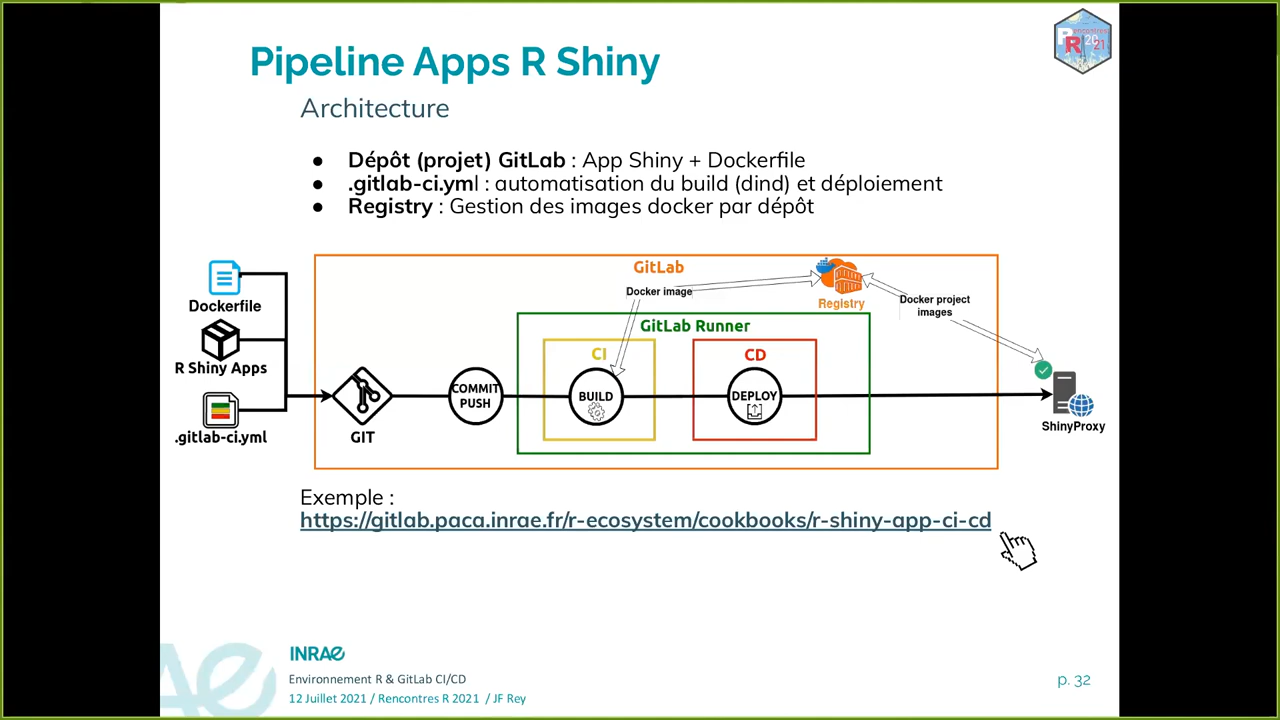 Pipeline Apps R Shiny
Rencontres
R 20
R 21
Architecture
● Dépôt (projet) GitLab : App Shiny + Dockerfile
● .gitlab-ci.yml : automatisation du build (dind) et déploiement
● Registry : Gestion des images docker par dépôt
GitLab
Docker image
Registry
Docker project
images
Dockerfile
GitLab Runner
R Shiny Apps
CI
CD
COMMIT
PUSH
BUILD
DEPLOY
.gitlab-ci.yml
GIT
ShinyProxy
Exemple :
https://gitlab.paca.inrae.fr/r-ecosystem/cookbooks/r-shiny-app-ci-cd
INRAE
Environnement R & GitLab CI/CD
12 Juillet 2021 / Rencontres R 2021 / JF Rey
p. 32